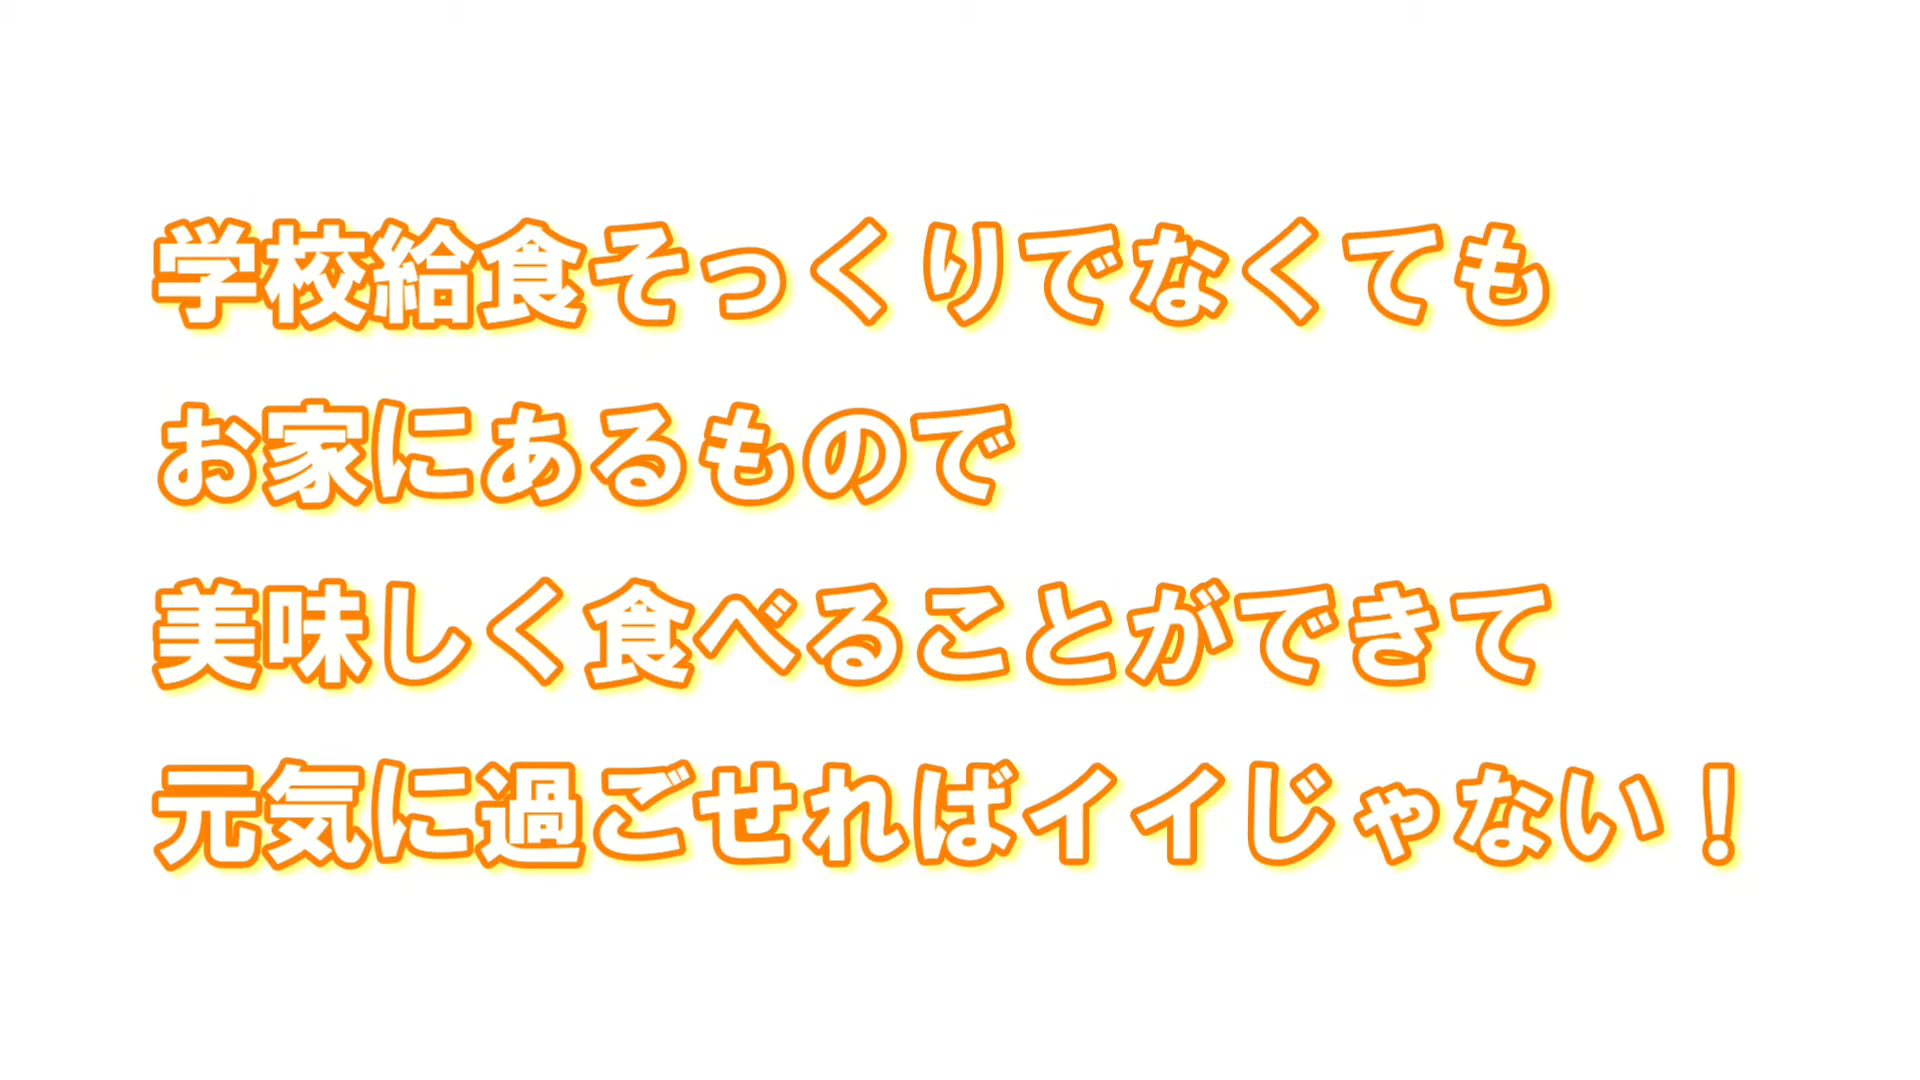 学校給食そっくりでなくても
お家にあるもので
美味しく食べることができて
元気に過ごせればイイじゃない！